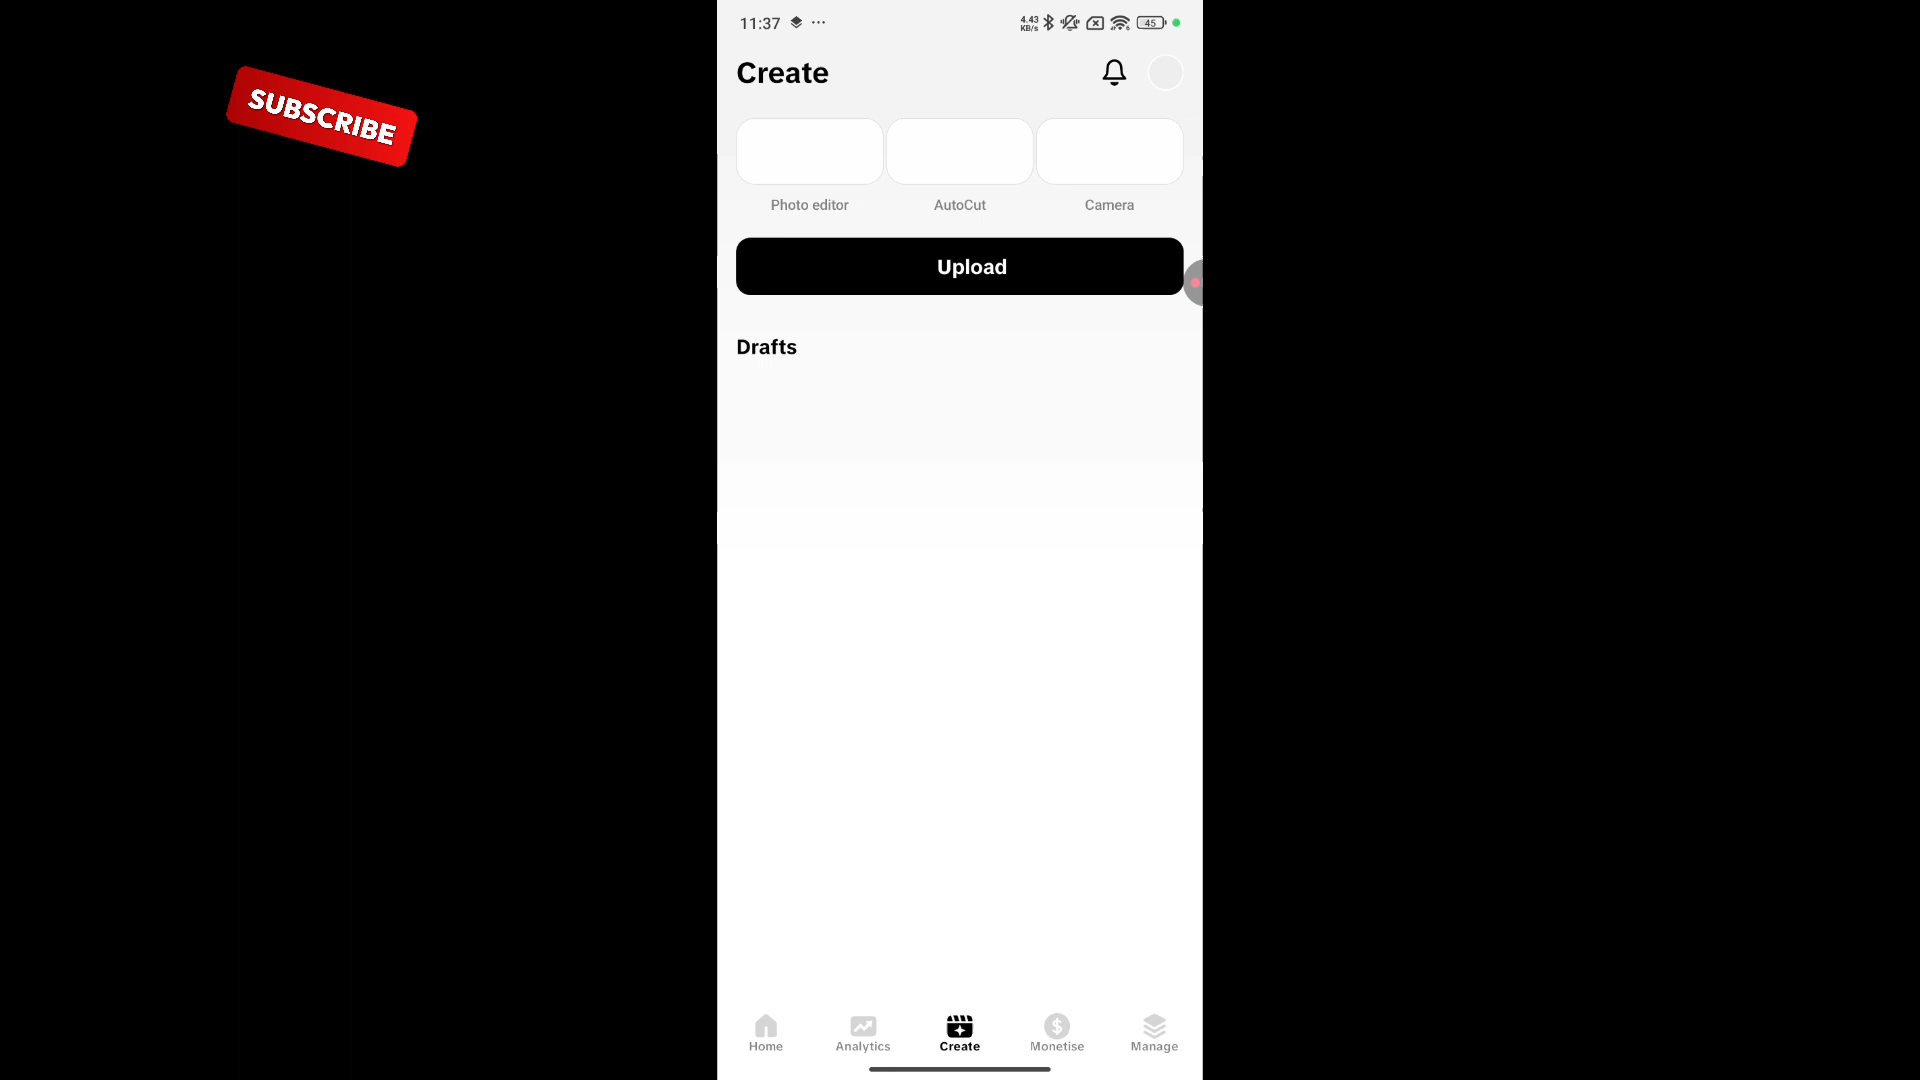 SUBSCRIBE
11:37
4.43
KB/s
45
Create
Photo editor
AutoCut
Camera
Upload
Drafts
Home
Analytics
Create
Monetise
Manage